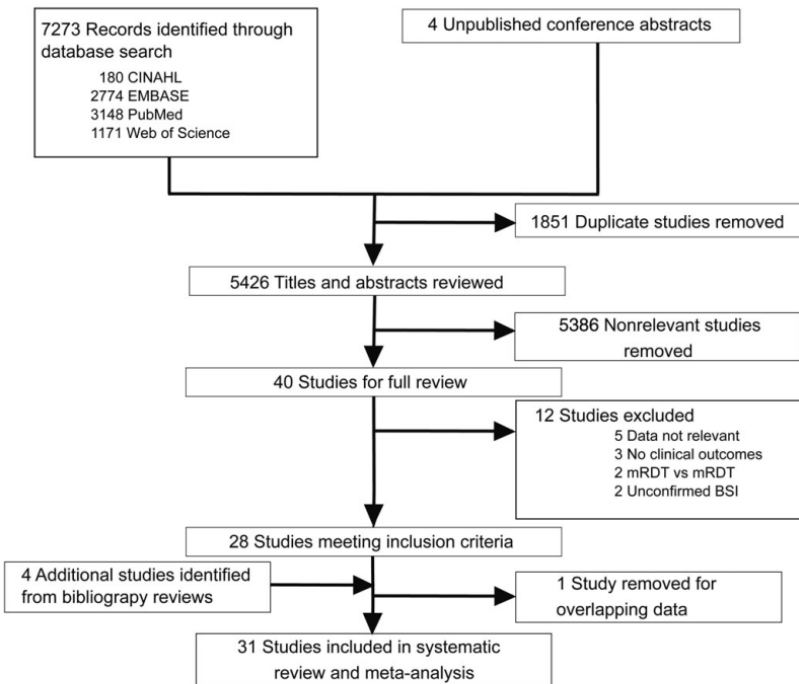 7273 Records identified through
database search
180 CINAHL
2774 EMBASE
3148 PubMed
1171 Web of Science
4 Unpublished conference abstracts
1851 Duplicate studies removed
5426 Titles and abstracts reviewed
5386 Nonrelevant studies
removed
40 Studies for full review
12 Studies excluded
5 Data not relevant
3 No clinical outcomes
2 mRDT vs mRDT
2 Unconfirmed BSI
28 Studies meeting inclusion criteria
4 Additional studies identified
from bibliograpy reviews
1 Study removed for
overlapping data
31 Studies included in systematic
review and meta-analysis